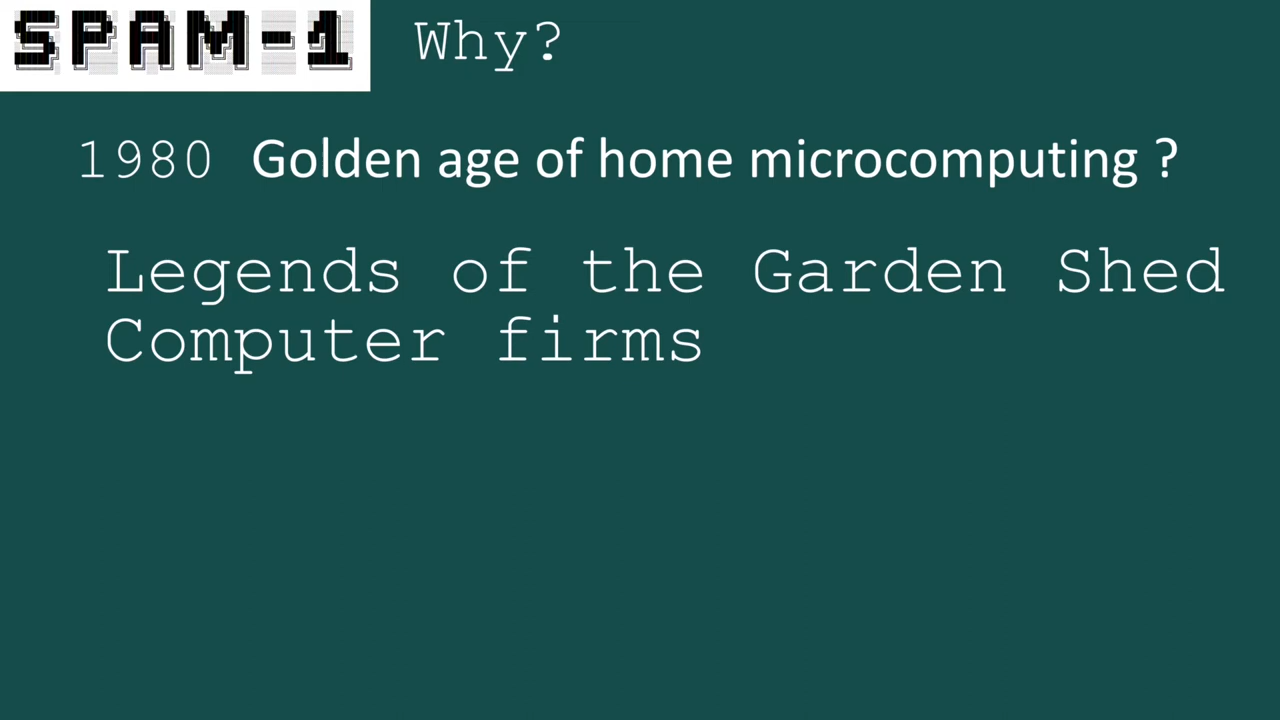 SPAM-1
Why?
1980 Golden age of home microcomputing ?
Legends of the Garden Shed
Computer firms